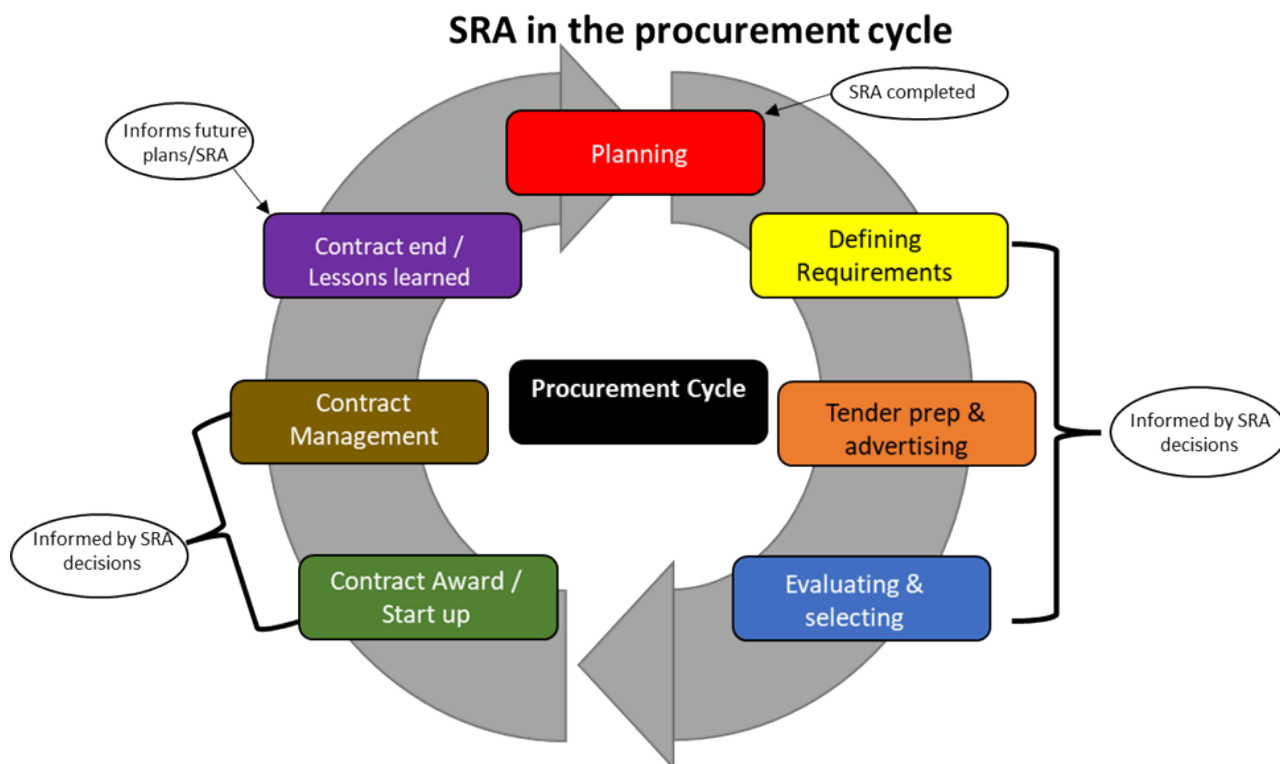 SRA in the procurement cycle
SRA completed
Informs future
plans/SRA
Planning
Defining
Requirements
Contract end /
Lessons learned
Procurement Cycle
Tender prep &
advertising
Informed by SRA
decisions
Contract
Management
Informed by SRA
decisions
Evaluating &
selecting
Contract Award /
Start up